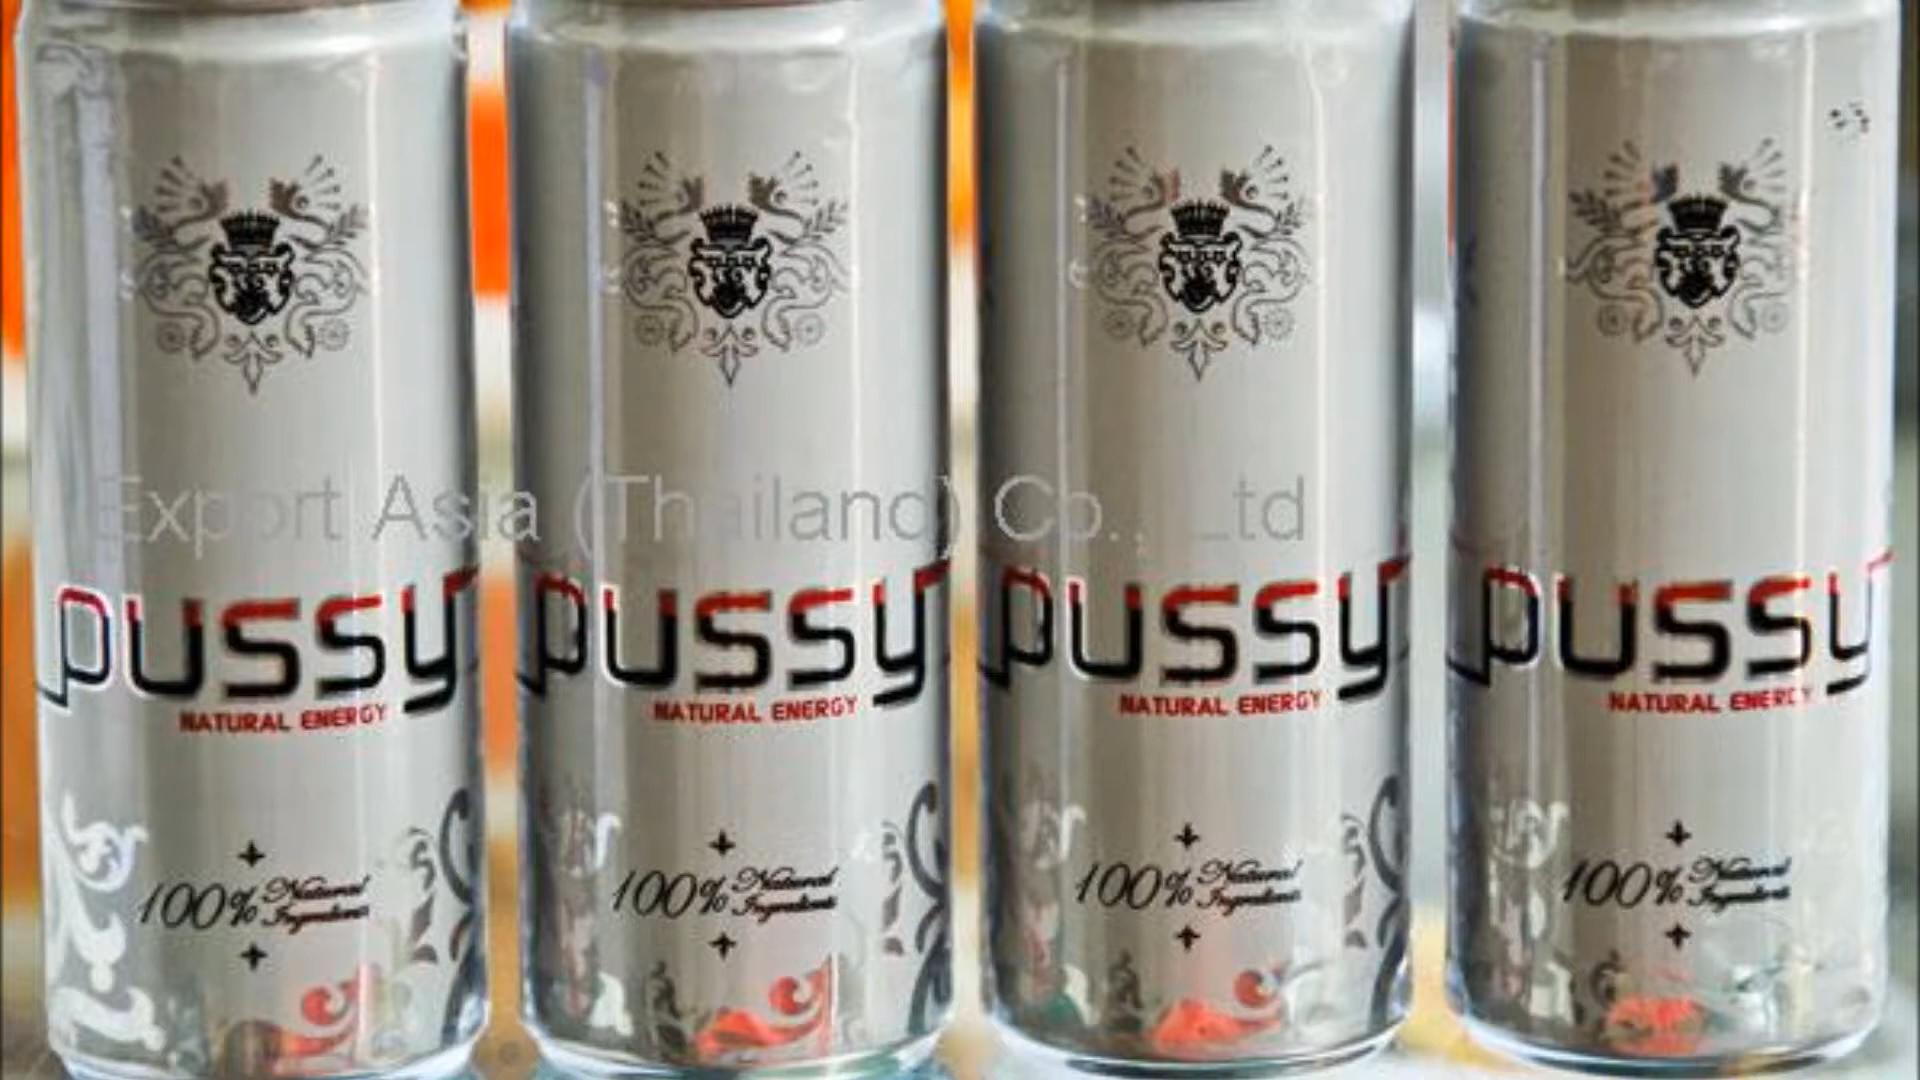 Export Asia (Thailand) Co., Ltd
pussy
NATURAL ENERGY
100% Natural Ingredients
pussy
NATURAL ENERGY
100% Natural Ingredients
pussy
NATURAL ENERGY
100% Natural Ingredients
pussy
NATURAL ENERGY
100% Natural Ingredients